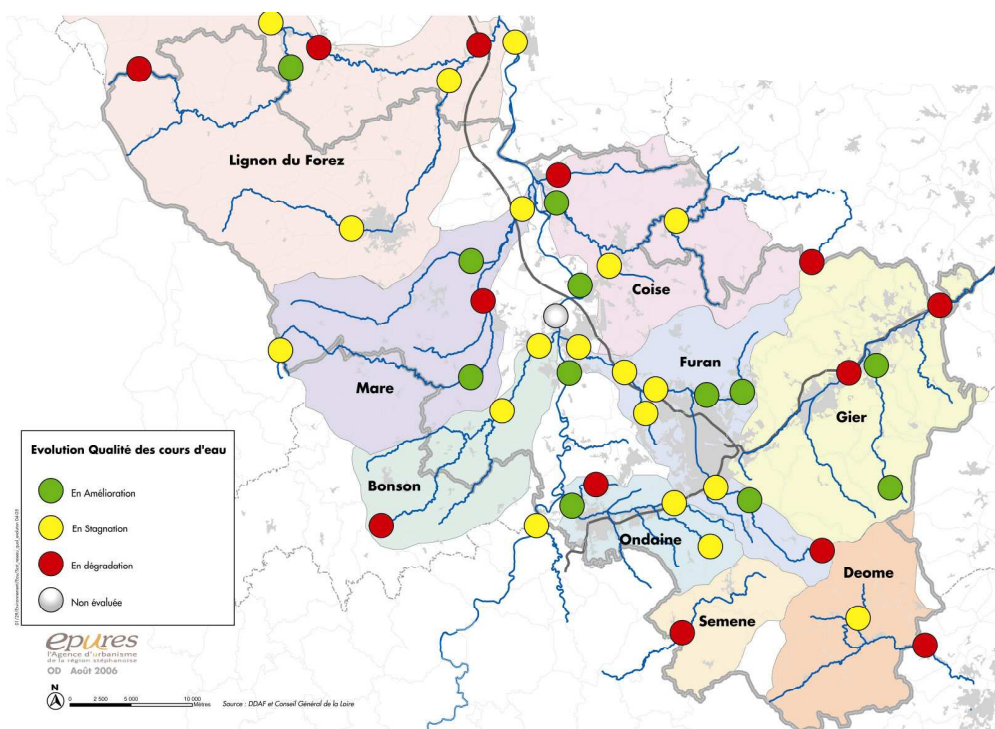 Lignon du Forez
Coise
Furan
Mare
Gier
Bonson
Ondaine
Deome
Semene
Evolution Qualité des cours d'eau
En Amélioration
En Stagnation
En dégradation
Non évaluée
epures
l'Agence d'urbanisme
de la région stéphanoise
OD Août 2006
N
0 2 500 5 000 10 000
Mètres
Source : DDAF et Conseil Général de la Loire